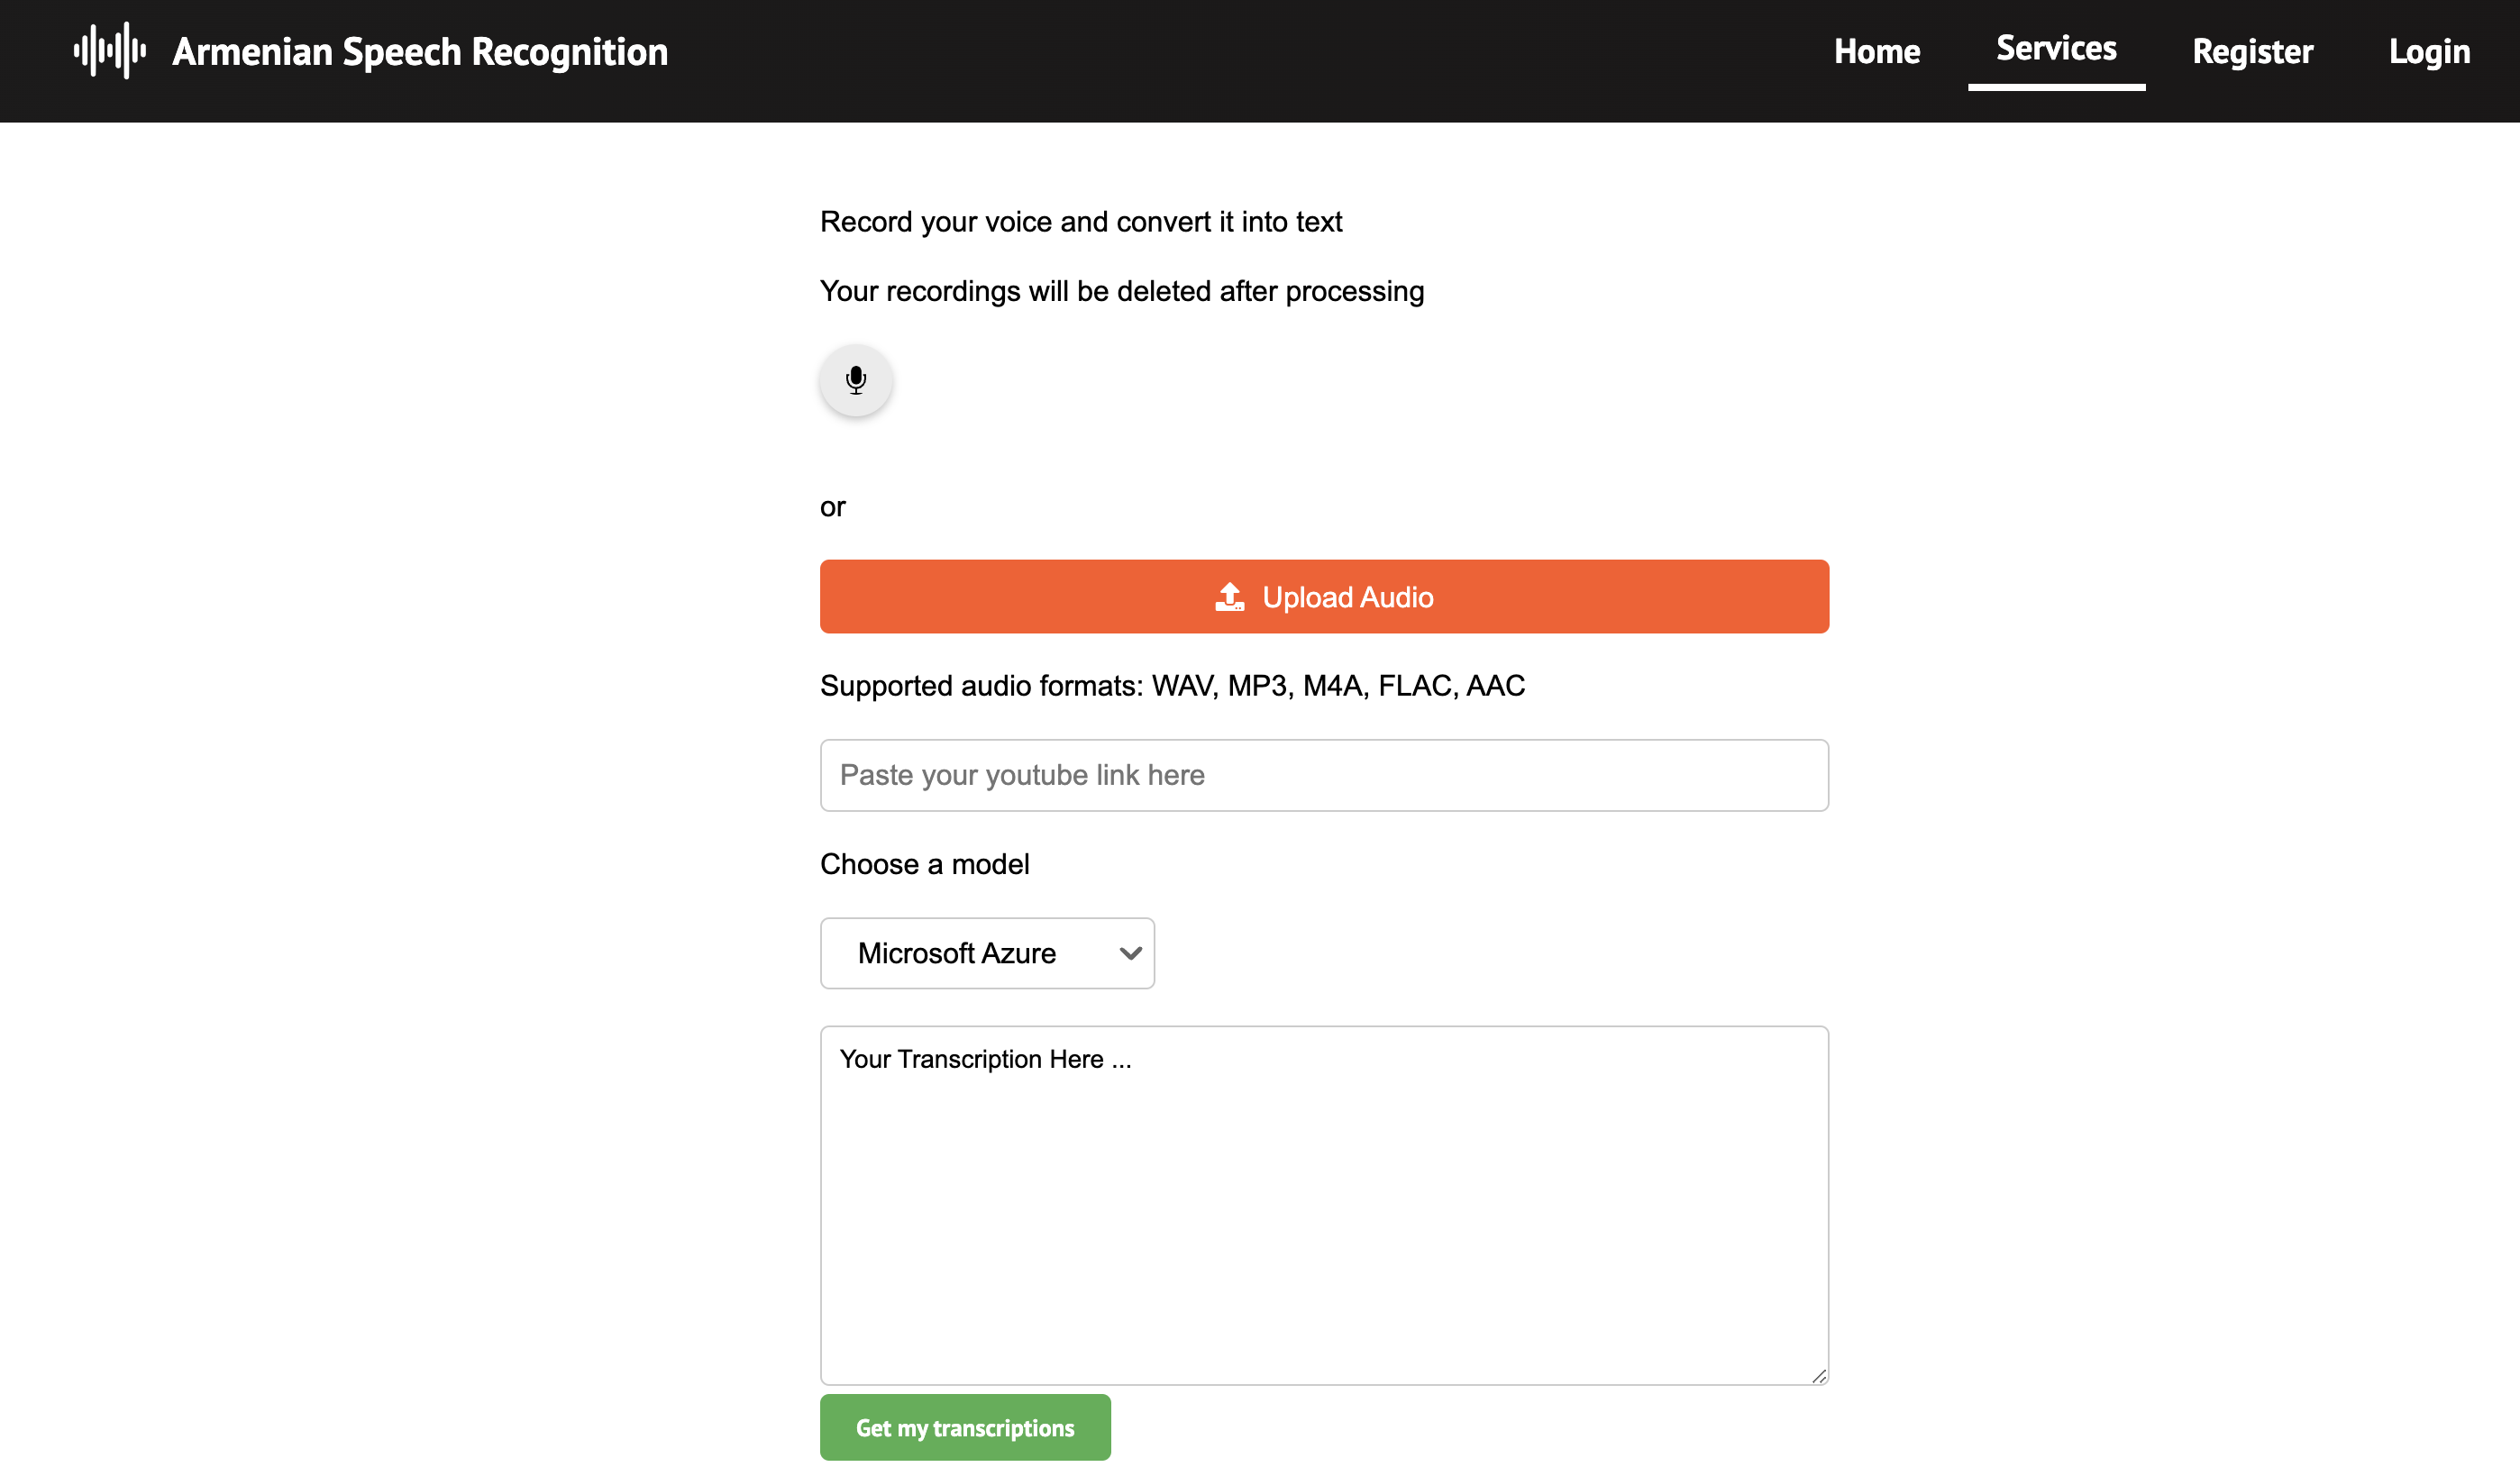 Armenian Speech Recognition
Home Services Register Login
Record your voice and convert it into text
Your recordings will be deleted after processing
or
Upload Audio
Supported audio formats: WAV, MP3, M4A, FLAC, AAC
Paste your youtube link here
Choose a model
Microsoft Azure
Your Transcription Here ...
Get my transcriptions